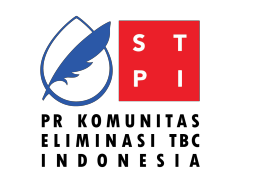 S T
P I
PR KOMUNITAS
ELIMINASI TBC
INDONESIA